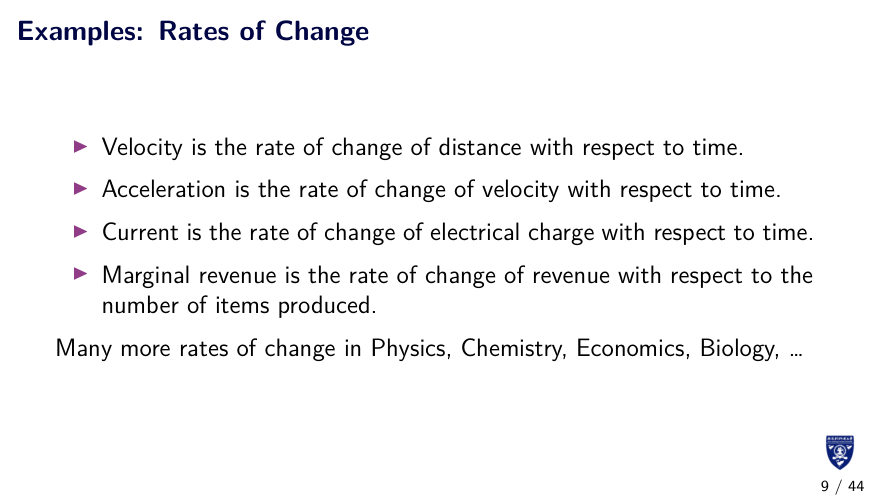 Examples: Rates of Change
▶ Velocity is the rate of change of distance with respect to time.
▶ Acceleration is the rate of change of velocity with respect to time.
▶ Current is the rate of change of electrical charge with respect to time.
▶ Marginal revenue is the rate of change of revenue with respect to the
number of items produced.
Many more rates of change in Physics, Chemistry, Economics, Biology, …
9 / 44